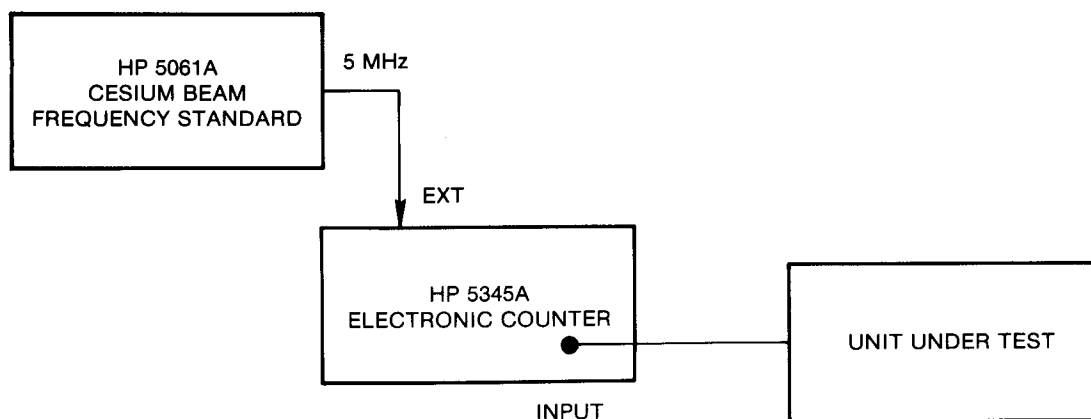 HP 5061A
CESIUM BEAM
FREQUENCY STANDARD
5 MHz
EXT
HP 5345A
ELECTRONIC COUNTER
INPUT
UNIT UNDER TEST